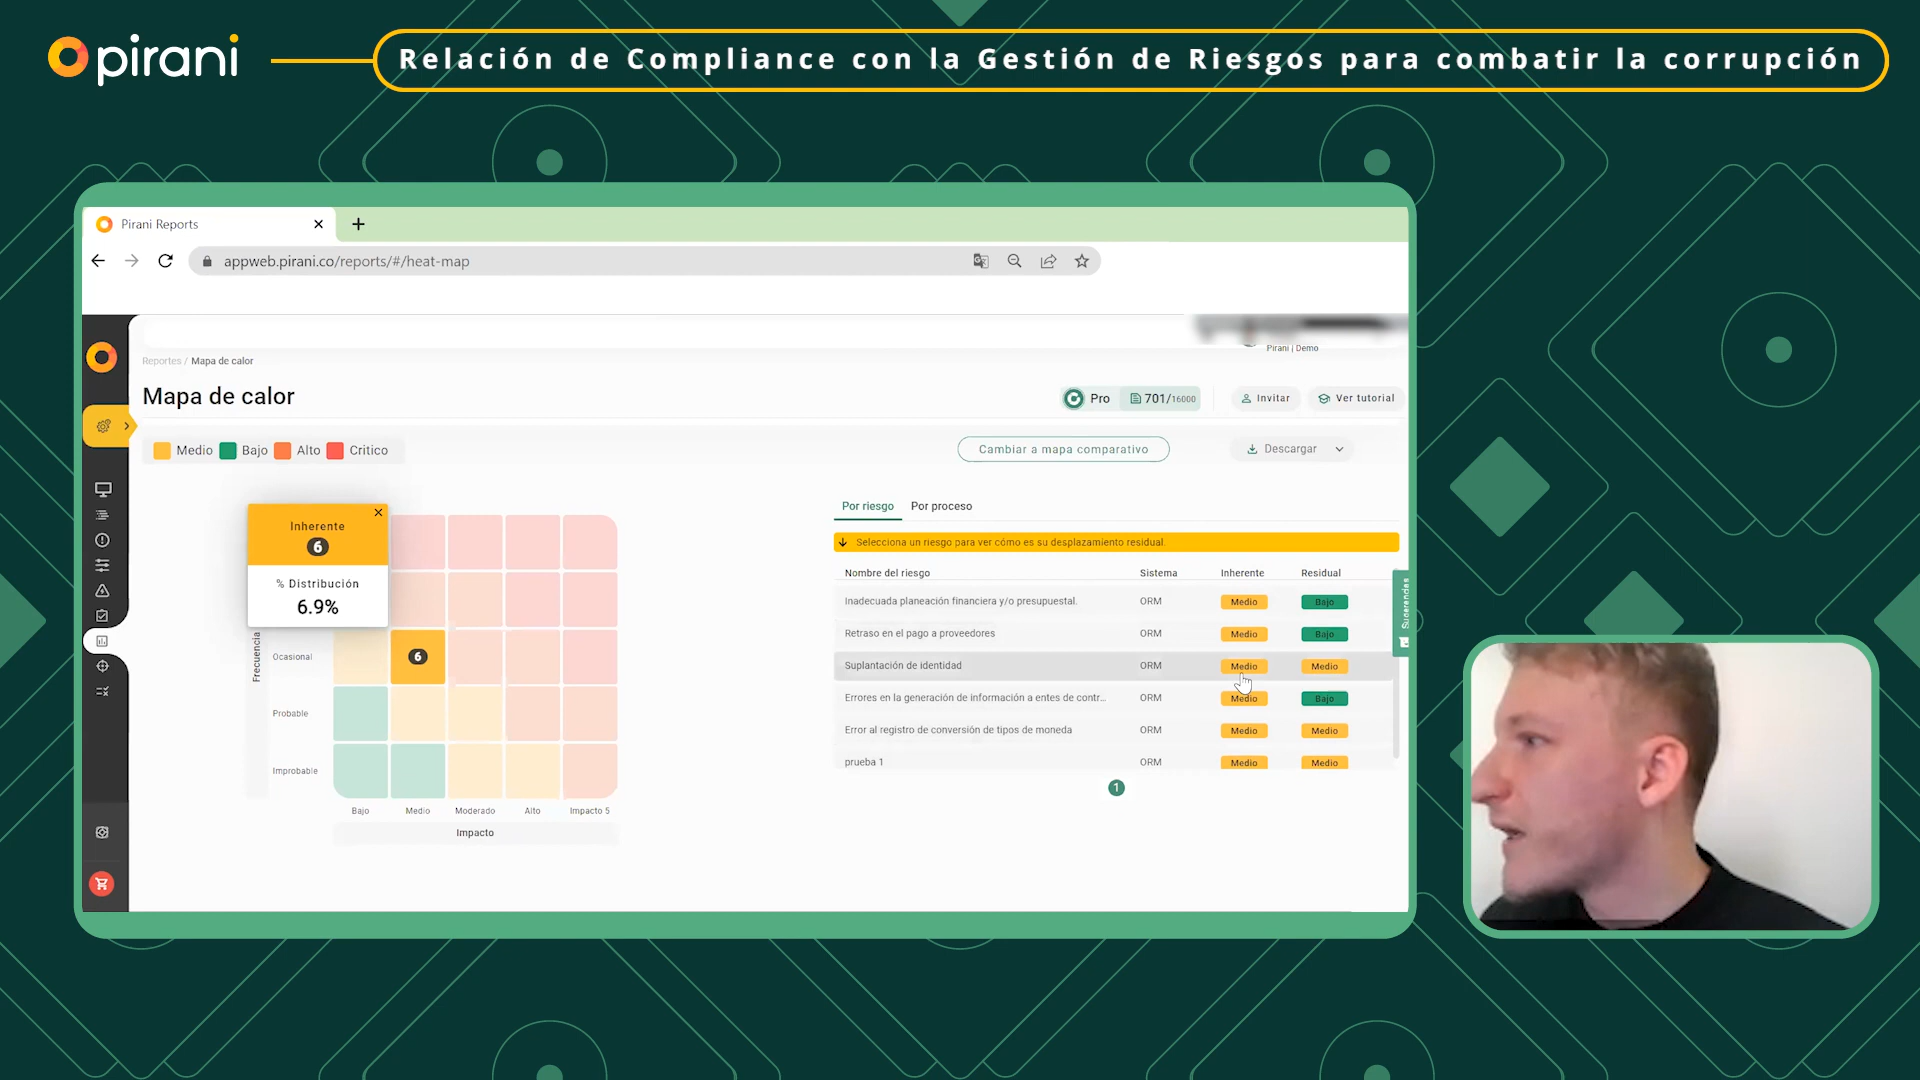 pirani
Relación de Compliance con la Gestión de Riesgos para combatir la corrupción
Pirani Reports
appweb.pirani.co/reports/#/heat-map
Pirani | Demo
Reportes / Mapa de calor
Mapa de calor
Pro
701/16000
Invitar
Ver tutorial
Medio
Bajo
Alto
Critico
Cambiar a mapa comparativo
Descargar
Inherente
6
% Distribución
6.9%
Frecuencia
Ocasional
6
Probable
Improbable
Bajo
Medio
Moderado
Alto
Impacto 5
Impacto
Por riesgo
Por proceso
Selecciona un riesgo para ver cómo es su desplazamiento residual.
Nombre del riesgo Sistema Inherente Residual
Inadecuada planeación financiera y/o presupuestal. ORM Medio Bajo
Retraso en el pago a proveedores ORM Medio Bajo
Suplantación de identidad ORM Medio Medio
Errores en la generación de información a entes de contr... ORM Medio Bajo
Error al registro de conversión de tipos de moneda ORM Medio Medio
prueba 1 ORM Medio Medio
1